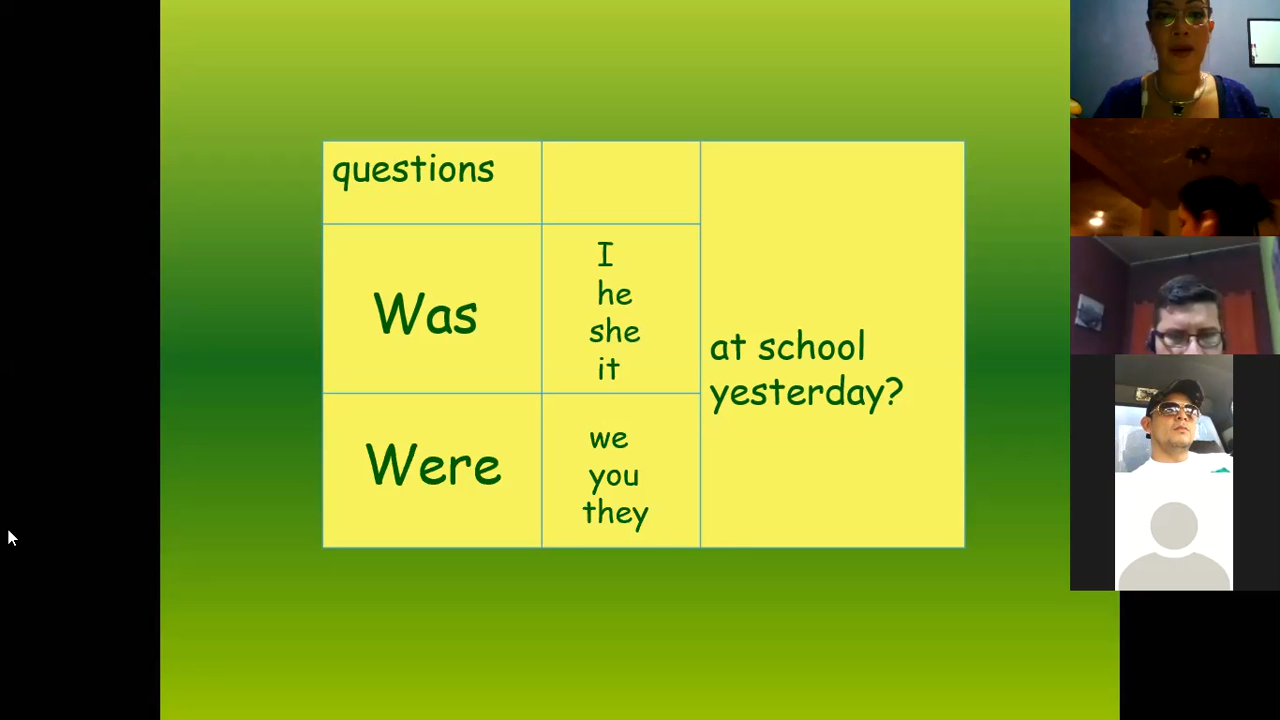 questions
Was
I
he
she
it
Were
we
you
they
at school
yesterday?